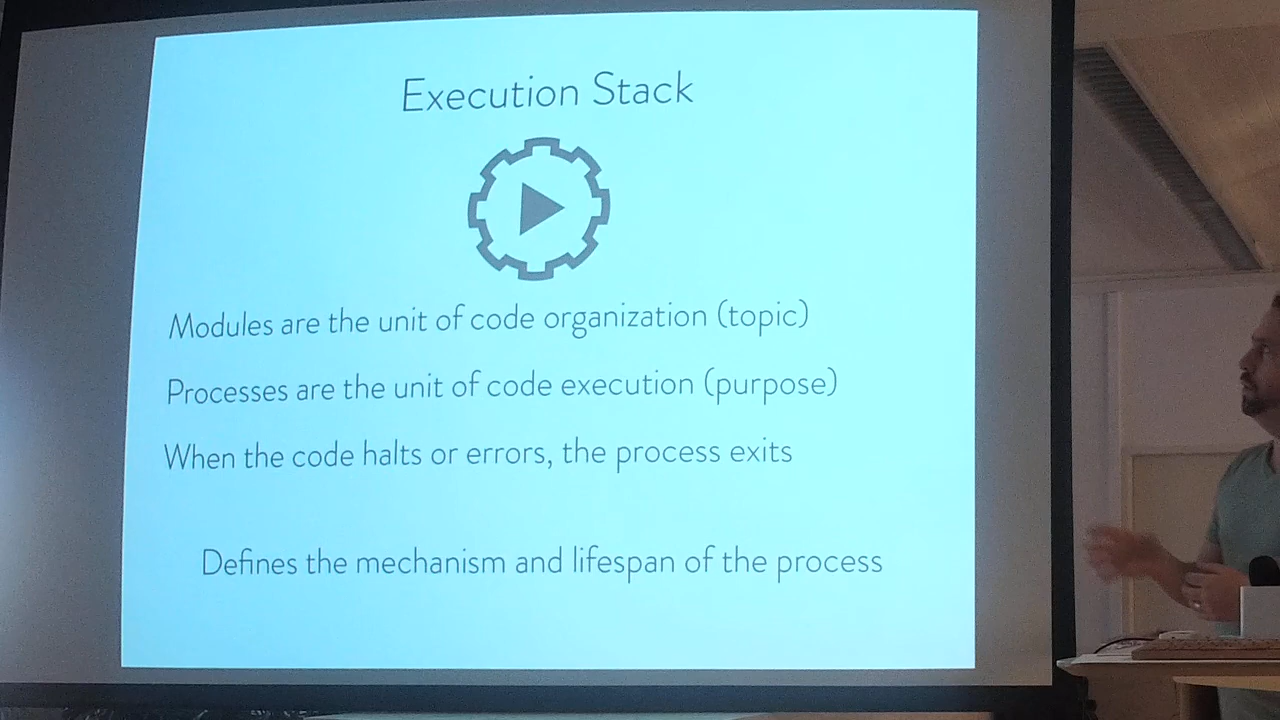 Execution Stack
Modules are the unit of code organization (topic)
Processes are the unit of code execution (purpose)
When the code halts or errors, the process exits
Defines the mechanism and lifespan of the process